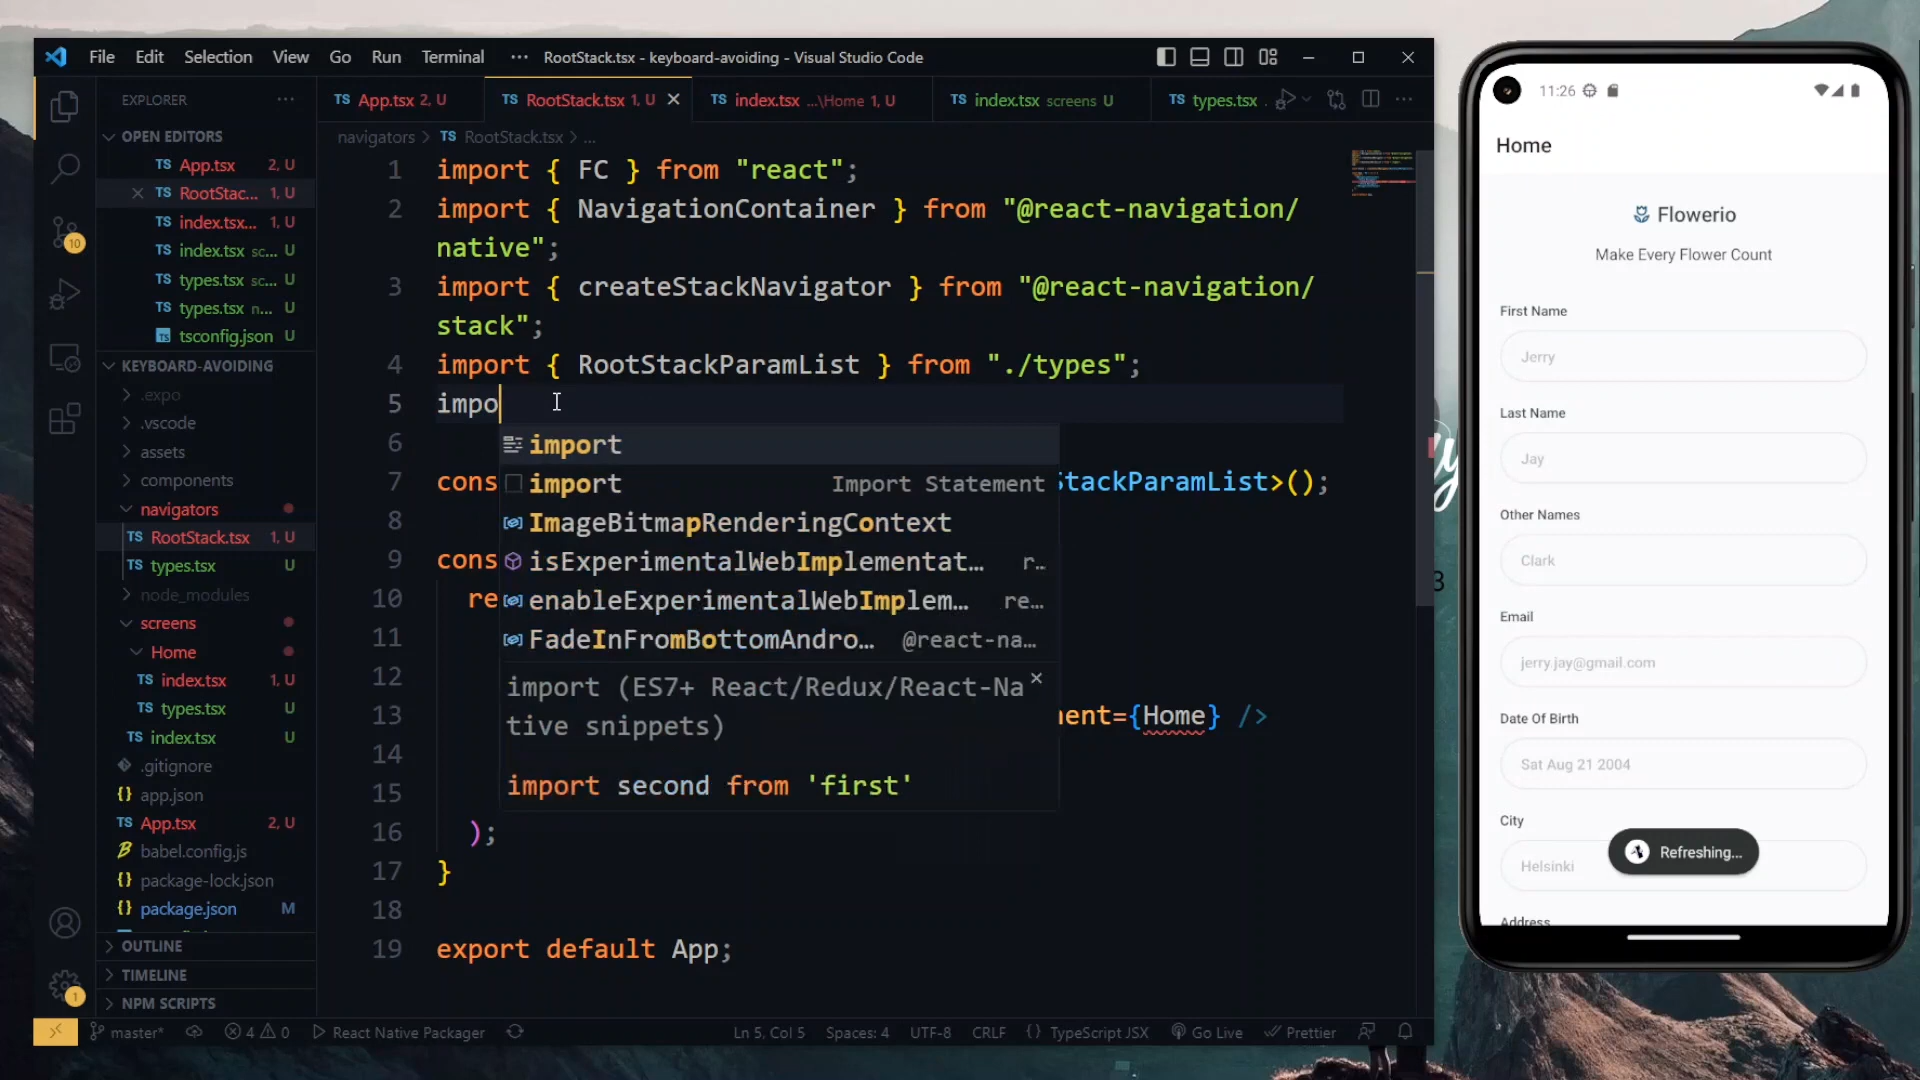 File Edit Selection View Go Run Terminal ··· RootStack.tsx - keyboard-avoiding - Visual Studio Code
EXPLORER ···
OPEN EDITORS
TS App.tsx 2, U
TS RootStac... 1, U
TS index.tsx... 1, U
TS index.tsx sc... U
TS types.tsx sc... U
TS types.tsx n... U
tsconfig.json U
KEYBOARD-AVOIDING
.expo
.vscode
assets
components
navigators
TS RootStack.tsx 1, U
TS types.tsx U
node_modules
screens
Home
TS index.tsx 1, U
TS types.tsx U
TS index.tsx U
.gitignore
{} app.json
TS App.tsx 2, U
babel.config.js
{} package-lock.json
{} package.json M
OUTLINE
TIMELINE
NPM SCRIPTS
10
1
TS App.tsx 2, U TS RootStack.tsx 1, U TS index.tsx ...\Home 1, U TS index.tsx screens U TS types.tsx ...
navigators > TS RootStack.tsx > ...
1 import { FC } from "react";
2 import { NavigationContainer } from "@react-navigation/
native";
3 import { createStackNavigator } from "@react-navigation/
stack";
4 import { RootStackParamList } from "./types";
5 impo
6
7 cons StackParamList>();
8
9 cons
10 re
11
12
13 nent={Home} />
14
15
16 );
17 }
18
19 export default App;
import
import Import Statement
ImageBitmapRenderingContext
isExperimentalWebImplementat... r...
enableExperimentalWebImplem... re...
FadeInFromBottomAndro... @react-na...
import (ES7+ React/Redux/React-Na
tive snippets)
import second from 'first'
master* 4 0 React Native Packager Ln 5, Col 5 Spaces: 4 UTF-8 CRLF {} TypeScript JSX Go Live Prettier
11:26
Home
Flowerio
Make Every Flower Count
First Name
Jerry
Last Name
Jay
Other Names
Clark
Email
jerry.jay@gmail.com
Date Of Birth
Sat Aug 21 2004
City
Helsinki
Refreshing...
Address